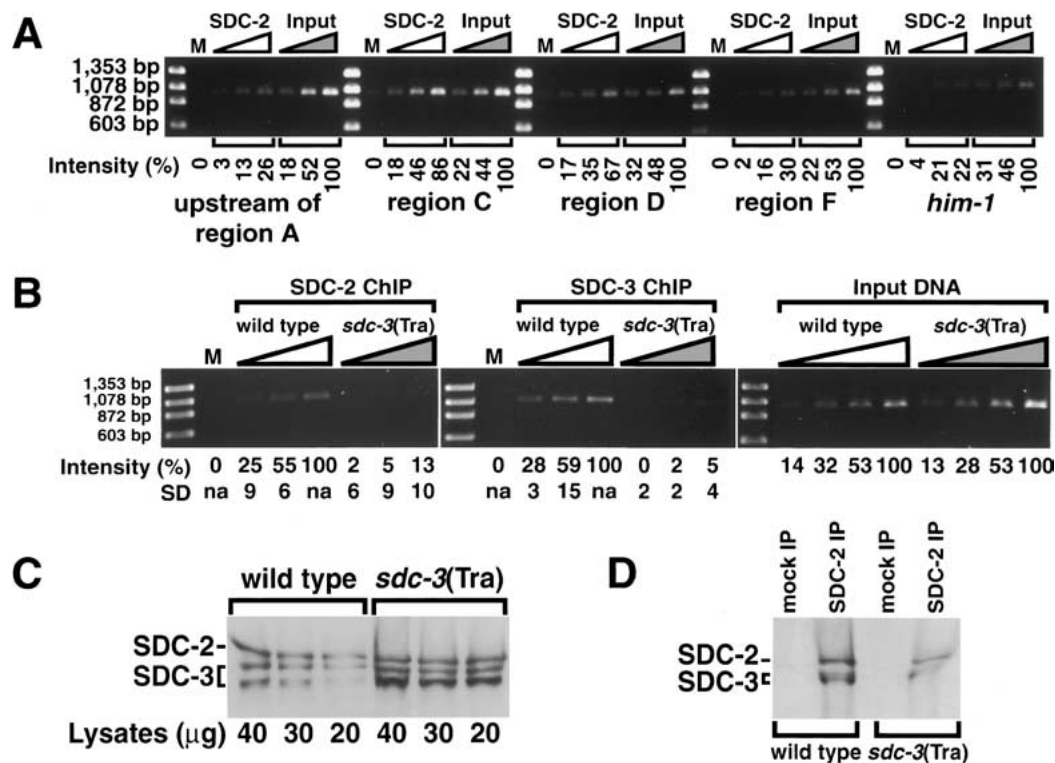 A
SDC-2 Input SDC-2 Input SDC-2 Input SDC-2 Input SDC-2 Input
M M M M M
1,353 bp
1,078 bp
872 bp
603 bp
Intensity (%) 0 3 13 26 18 52 100 0 18 46 86 22 44 100 0 17 35 67 32 48 100 0 2 16 30 22 53 100 0 4 21 22 31 46 100
upstream of region C region D region F him-1
region A
B
SDC-2 ChIP SDC-3 ChIP Input DNA
wild type sdc-3(Tra) wild type sdc-3(Tra) wild type sdc-3(Tra)
M M
1,353 bp
1,078 bp
872 bp
603 bp
Intensity (%) 0 25 55 100 2 5 13 0 28 59 100 0 2 5 14 32 53 100 13 28 53 100
SD na 9 6 na 6 9 10 na 3 15 na 2 2 4
C
wild type sdc-3(Tra)
SDC-2
SDC-3
Lysates (µg) 40 30 20 40 30 20
D
mock IP SDC-2 IP mock IP SDC-2 IP
SDC-2
SDC-3
wild type sdc-3(Tra)